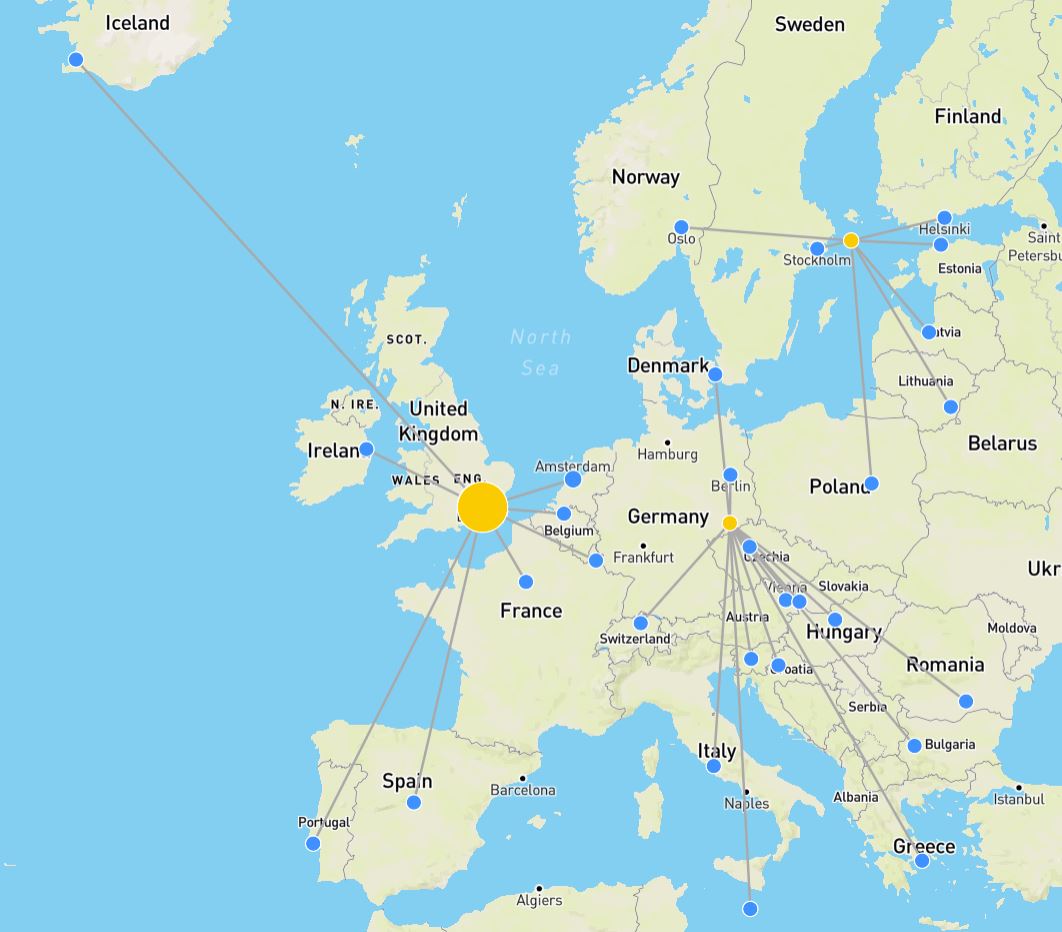 Iceland
Sweden
Finland
Norway
Oslo
Helsinki
Saint
Petersbu
Stockholm
Estonia
SCOT.
North
Sea
Denmark
Latvia
Lithuania
N. IRE.
United
Kingdom
Belarus
Irelan
Hamburg
WALES
ENG.
Amsterdam
Berlin
Poland
Germany
Belgium
Frankfurt
Czechia
Ukr
Vienna
Slovakia
France
Austria
Switzerland
Hungary
Moldova
Romania
Croatia
Serbia
Italy
Bulgaria
Spain
Barcelona
Naples
Albania
Istanbul
Portugal
Greece
Algiers